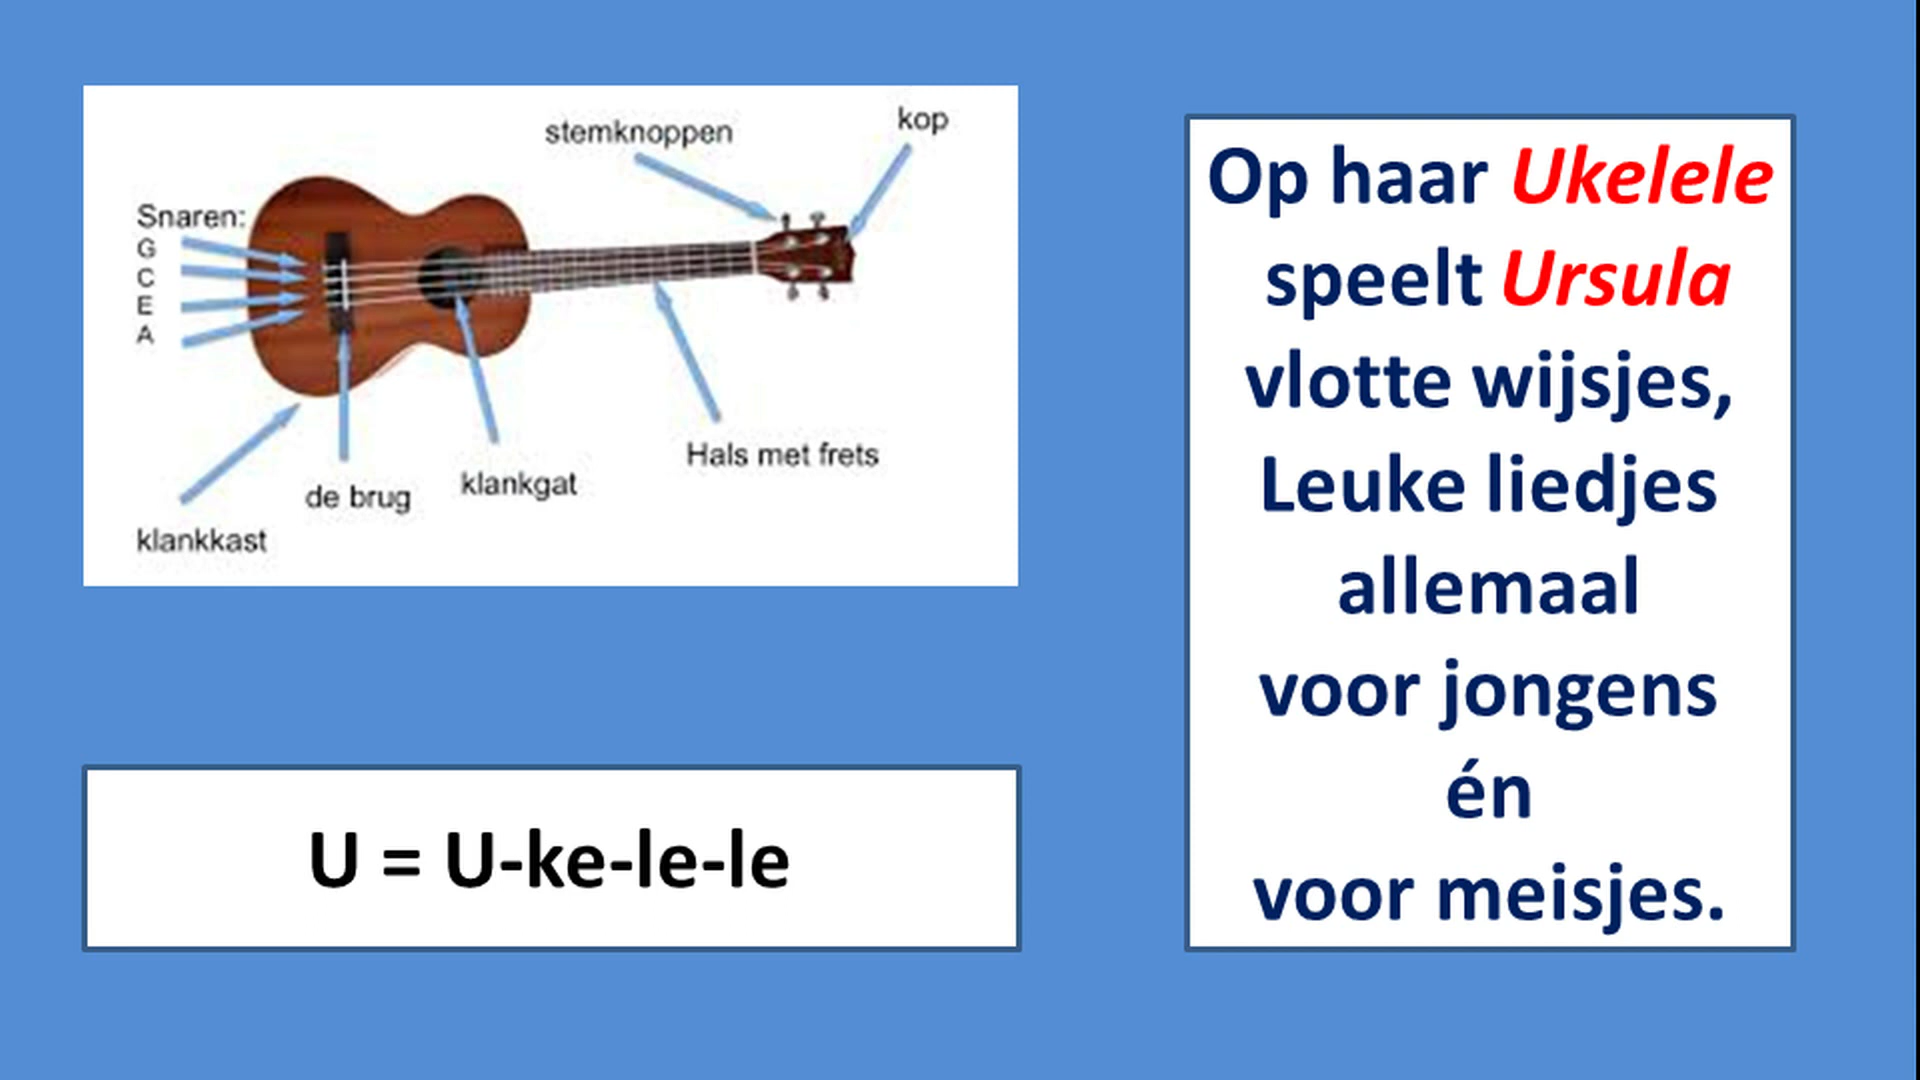 stemknoppen
kop
Snaren:
G
C
E
A
Hals met frets
klankgat
de brug
klankkast
U = U-ke-le-le
Op haar Ukelele
speelt Ursula
vlotte wijsjes,
Leuke liedjes
allemaal
voor jongens
én
voor meisjes.